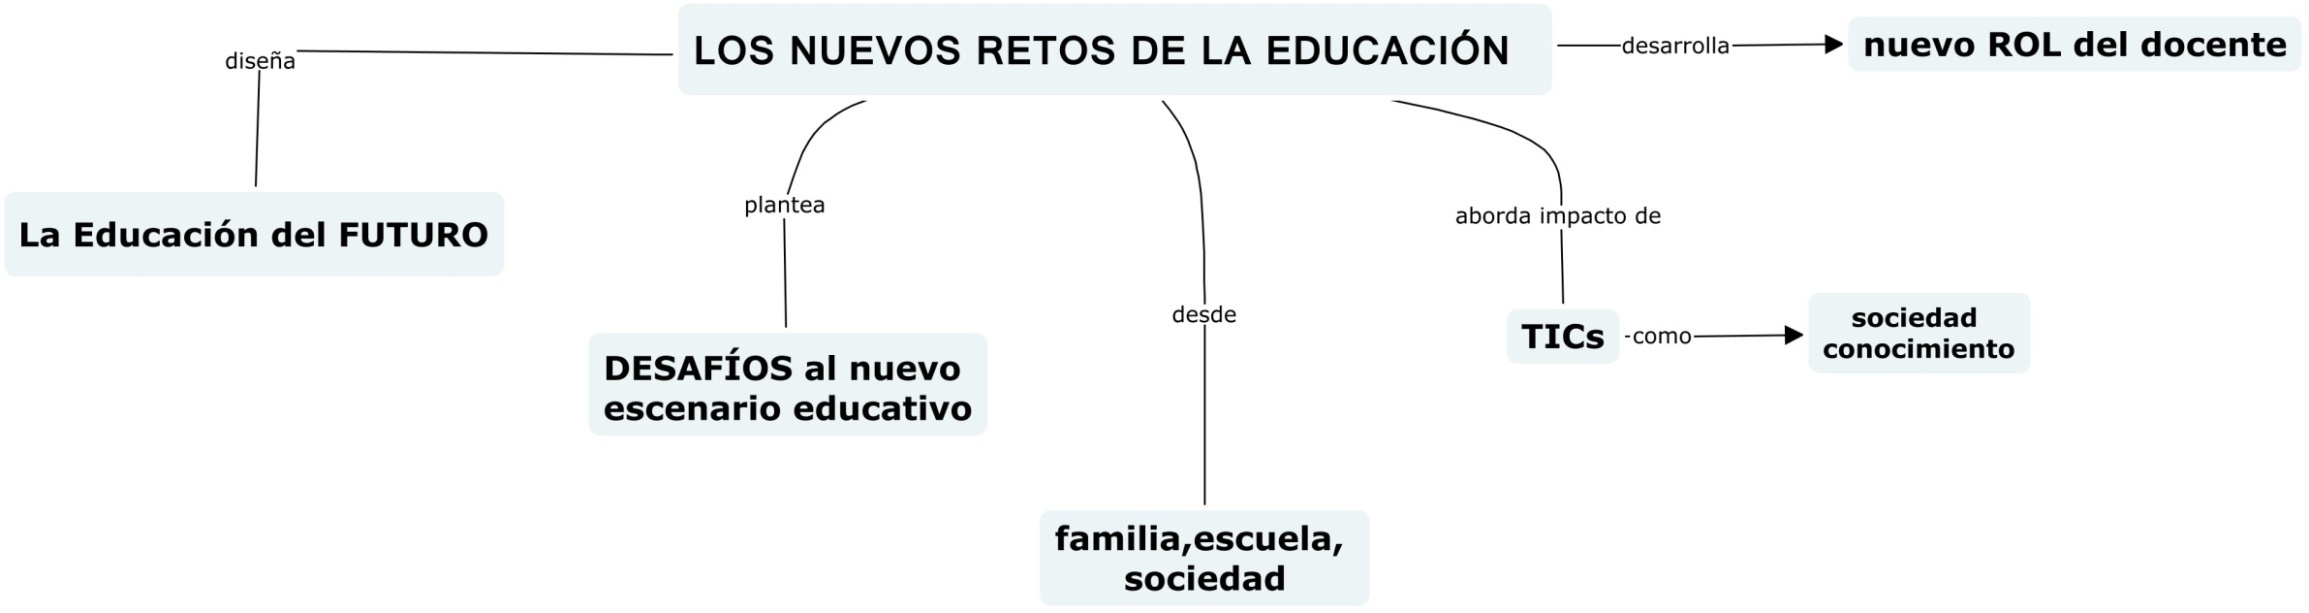 LOS NUEVOS RETOS DE LA EDUCACIÓN
desarrolla
nuevo ROL del docente
diseña
La Educación del FUTURO
plantea
DESAFÍOS al nuevo
escenario educativo
desde
familia,escuela,
sociedad
aborda impacto de
TICs
como
sociedad
conocimiento